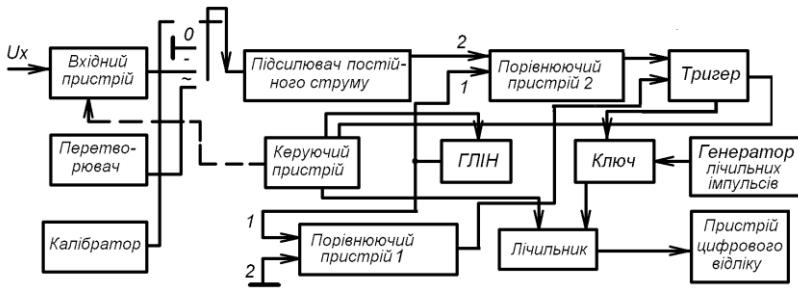 Ux
Вхідний
пристрій
0
-
~
Підсилювач постій-
ного струму
2
1
Порівнюючий
пристрій 2
Тригер
Перетво-
рювач
Керуючий
пристрій
ГЛІН
Ключ
Генератор
лічильних
імпульсів
Калібратор
1
2
Порівнюючий
пристрій 1
Лічильник
Пристрій
цифрового
відліку